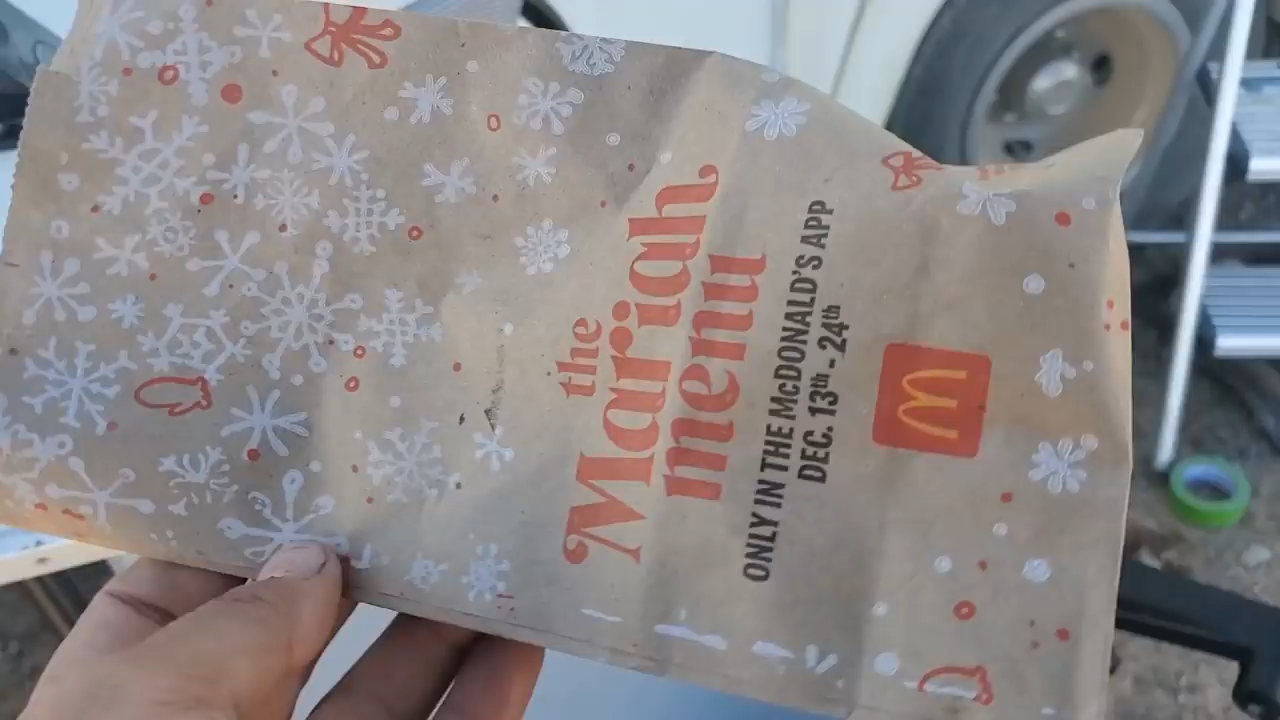 the
Mariah
menu
ONLY IN THE McDONALD'S APP
DEC. 13th - 24th